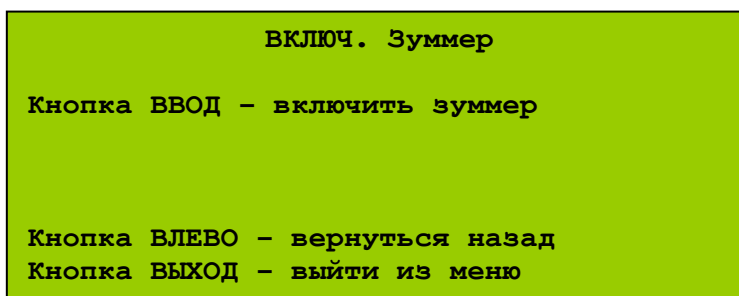 ВКЛЮЧ. Зуммер
Кнопка ВВОД – включить зуммер
Кнопка ВЛЕВО – вернуться назад
Кнопка ВЫХОД – выйти из меню